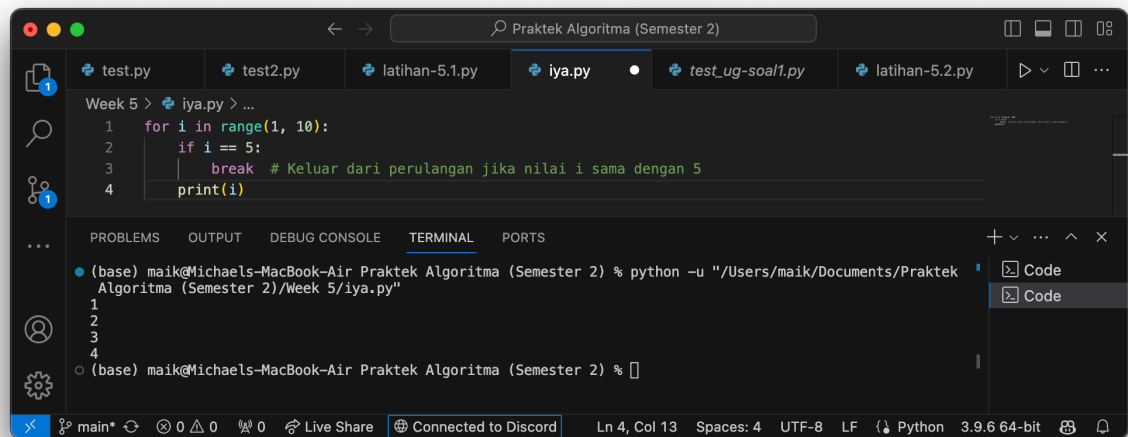 Praktek Algoritma (Semester 2)
test.py test2.py latihan-5.1.py iya.py test_ug-soal1.py latihan-5.2.py
Week 5 > iya.py > ...
1 for i in range(1, 10):
2 if i == 5:
3 break # Keluar dari perulangan jika nilai i sama dengan 5
4 print(i)
PROBLEMS OUTPUT DEBUG CONSOLE TERMINAL PORTS
(base) maik@Michaels-MacBook-Air Praktek Algoritma (Semester 2) % python -u "/Users/maik/Documents/Praktek
Algoritma (Semester 2)/Week 5/iya.py"
1
2
3
4
(base) maik@Michaels-MacBook-Air Praktek Algoritma (Semester 2) %
Code
Code
1
1
main* 0 0 0 Live Share Connected to Discord Ln 4, Col 13 Spaces: 4 UTF-8 LF Python 3.9.6 64-bit